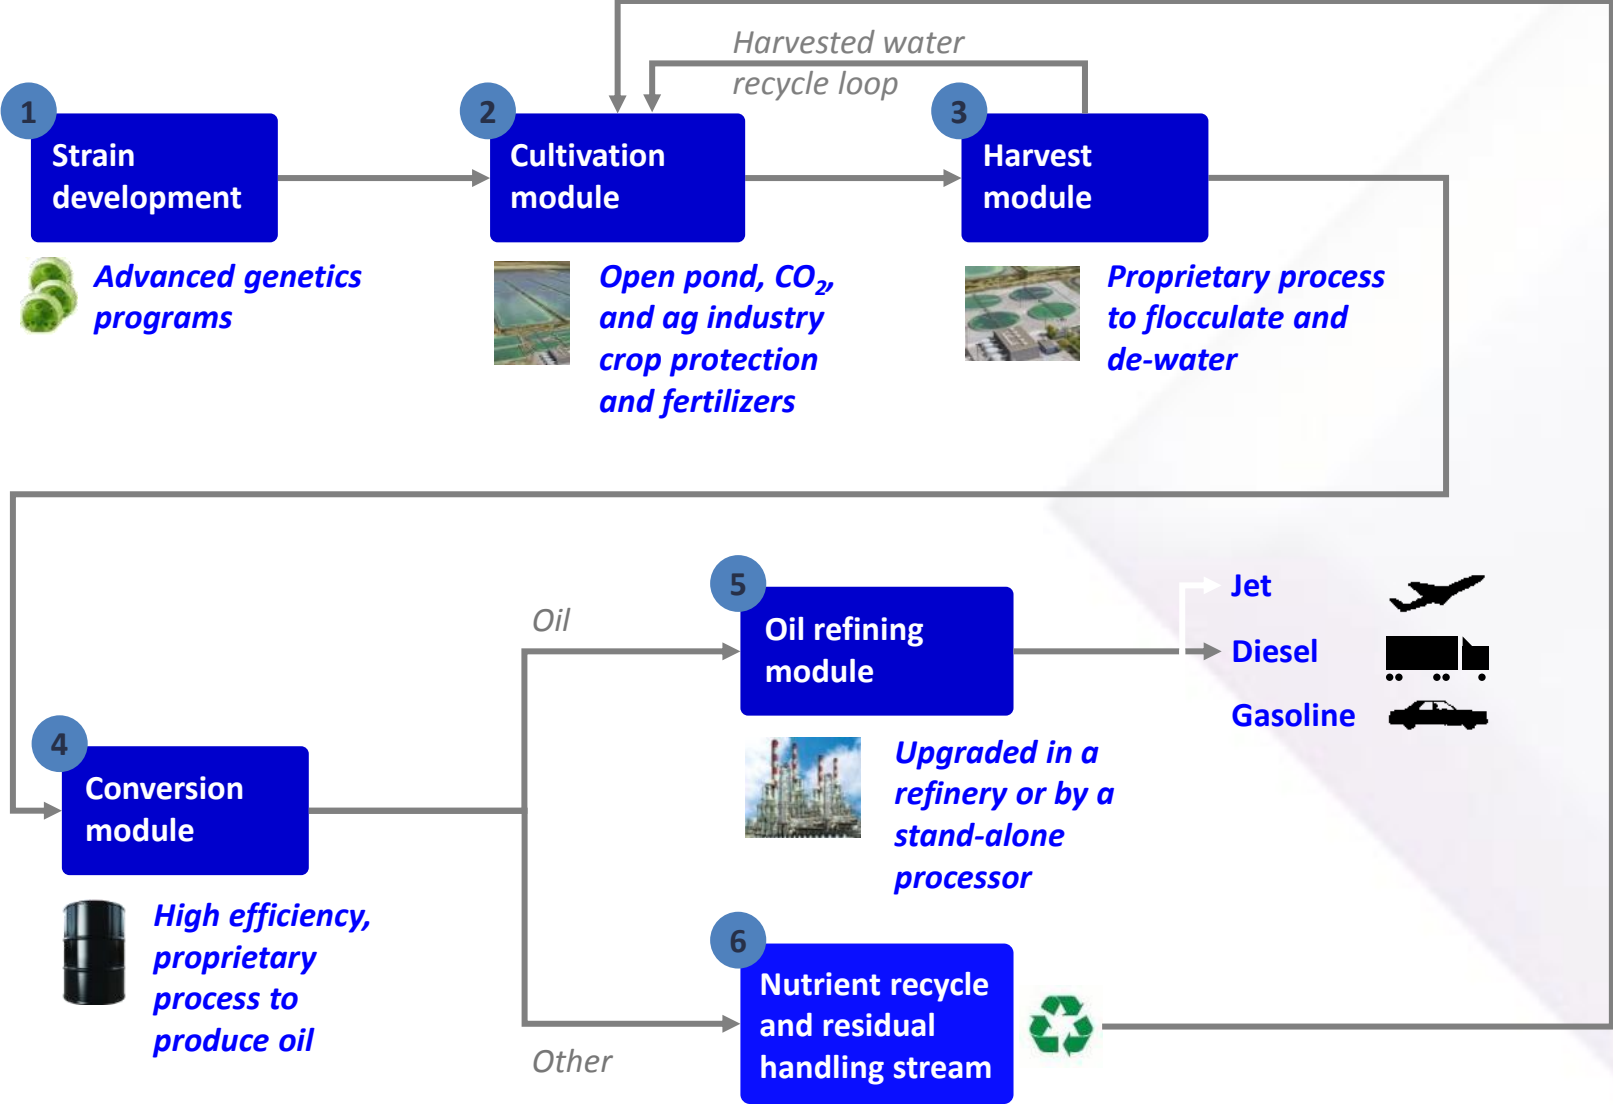 Harvested water
recycle loop
1
Strain
development
Advanced genetics
programs
2
Cultivation
module
Open pond, CO₂,
and ag industry
crop protection
and fertilizers
3
Harvest
module
Proprietary process
to flocculate and
de-water
4
Conversion
module
High efficiency,
proprietary
process to
produce oil
Oil
5
Oil refining
module
Upgraded in a
refinery or by a
stand-alone
processor
Jet
Diesel
Gasoline
Other
6
Nutrient recycle
and residual
handling stream